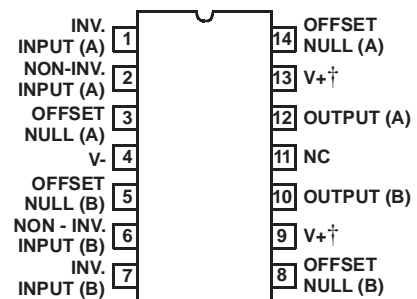 INV.
INPUT (A)
1
NON-INV.
INPUT (A)
2
OFFSET
NULL (A)
3
V-
4
OFFSET
NULL (B)
5
NON - INV.
INPUT (B)
6
INV.
INPUT (B)
7
14
OFFSET
NULL (A)
13
V+†
12
OUTPUT (A)
11
NC
10
OUTPUT (B)
9
V+†
8
OFFSET
NULL (B)